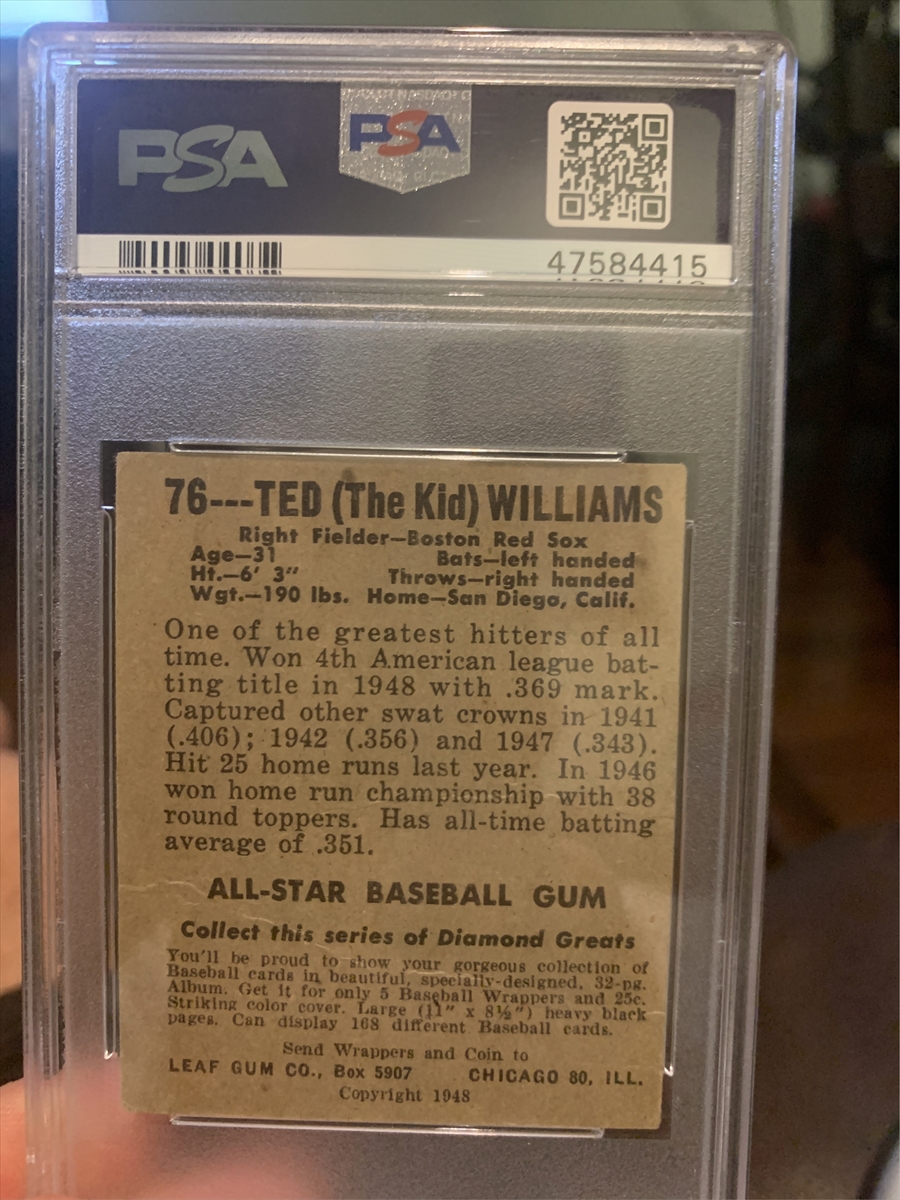 PSA
PSA
47584415
76---TED (The Kid) WILLIAMS
Right Fielder—Boston Red Sox
Age—31 Bats—left handed
Ht.—6' 3" Throws—right handed
Wgt.—190 lbs. Home—San Diego, Calif.
One of the greatest hitters of all
time. Won 4th American league bat-
ting title in 1948 with .369 mark.
Captured other swat crowns in 1941
(.406); 1942 (.356) and 1947 (.343).
Hit 25 home runs last year. In 1946
won home run championship with 38
round toppers. Has all-time batting
average of .351.
ALL-STAR BASEBALL GUM
Collect this series of Diamond Greats
You'll be proud to show your gorgeous collection of
Baseball cards in beautiful, specially-designed, 32-pg.
Album. Get it for only 5 Baseball Wrappers and 25c.
Striking color cover. Large (11" x 8½") heavy black
pages. Can display 168 different Baseball cards.
Send Wrappers and Coin to
LEAF GUM CO., Box 5907 CHICAGO 80, ILL.
Copyright 1948